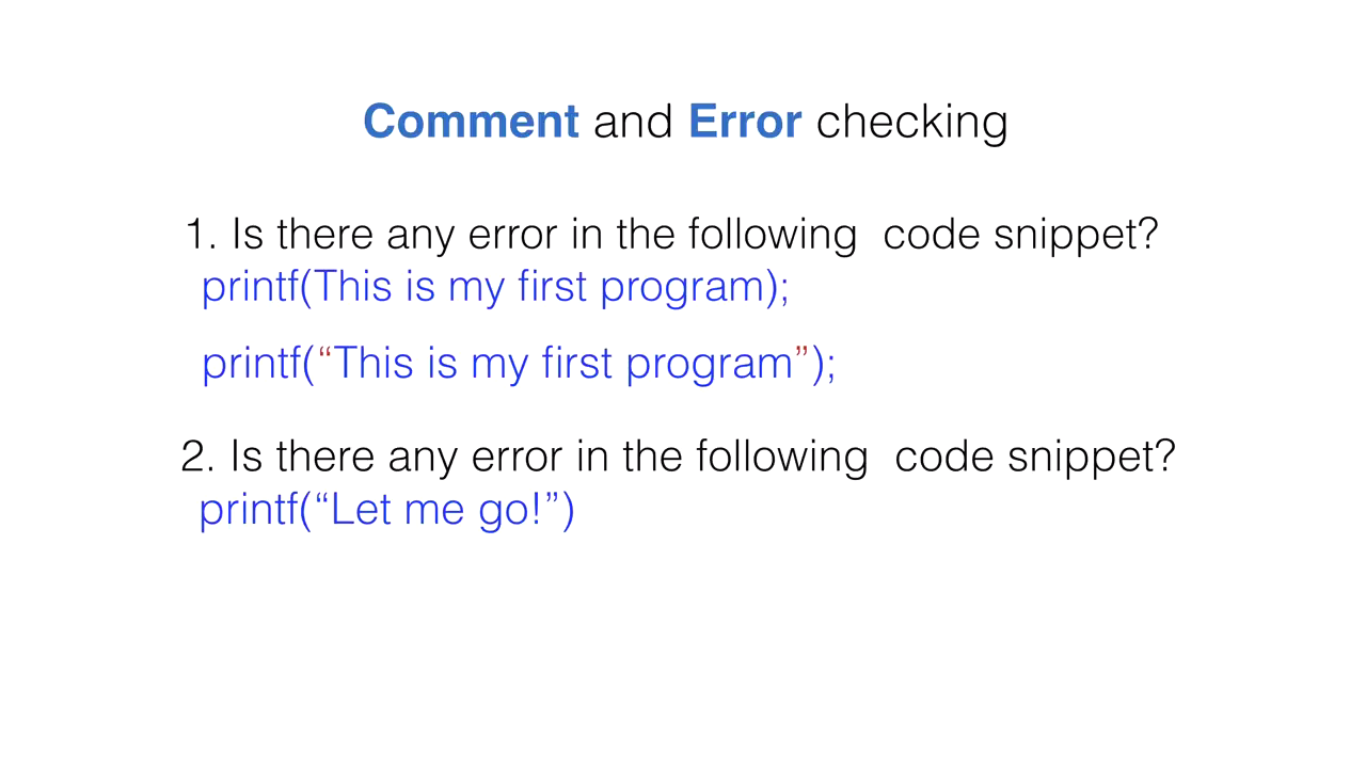 Comment and Error checking
1. Is there any error in the following code snippet?
printf(This is my first program);
printf(“This is my first program”);
2. Is there any error in the following code snippet?
printf(“Let me go!”)